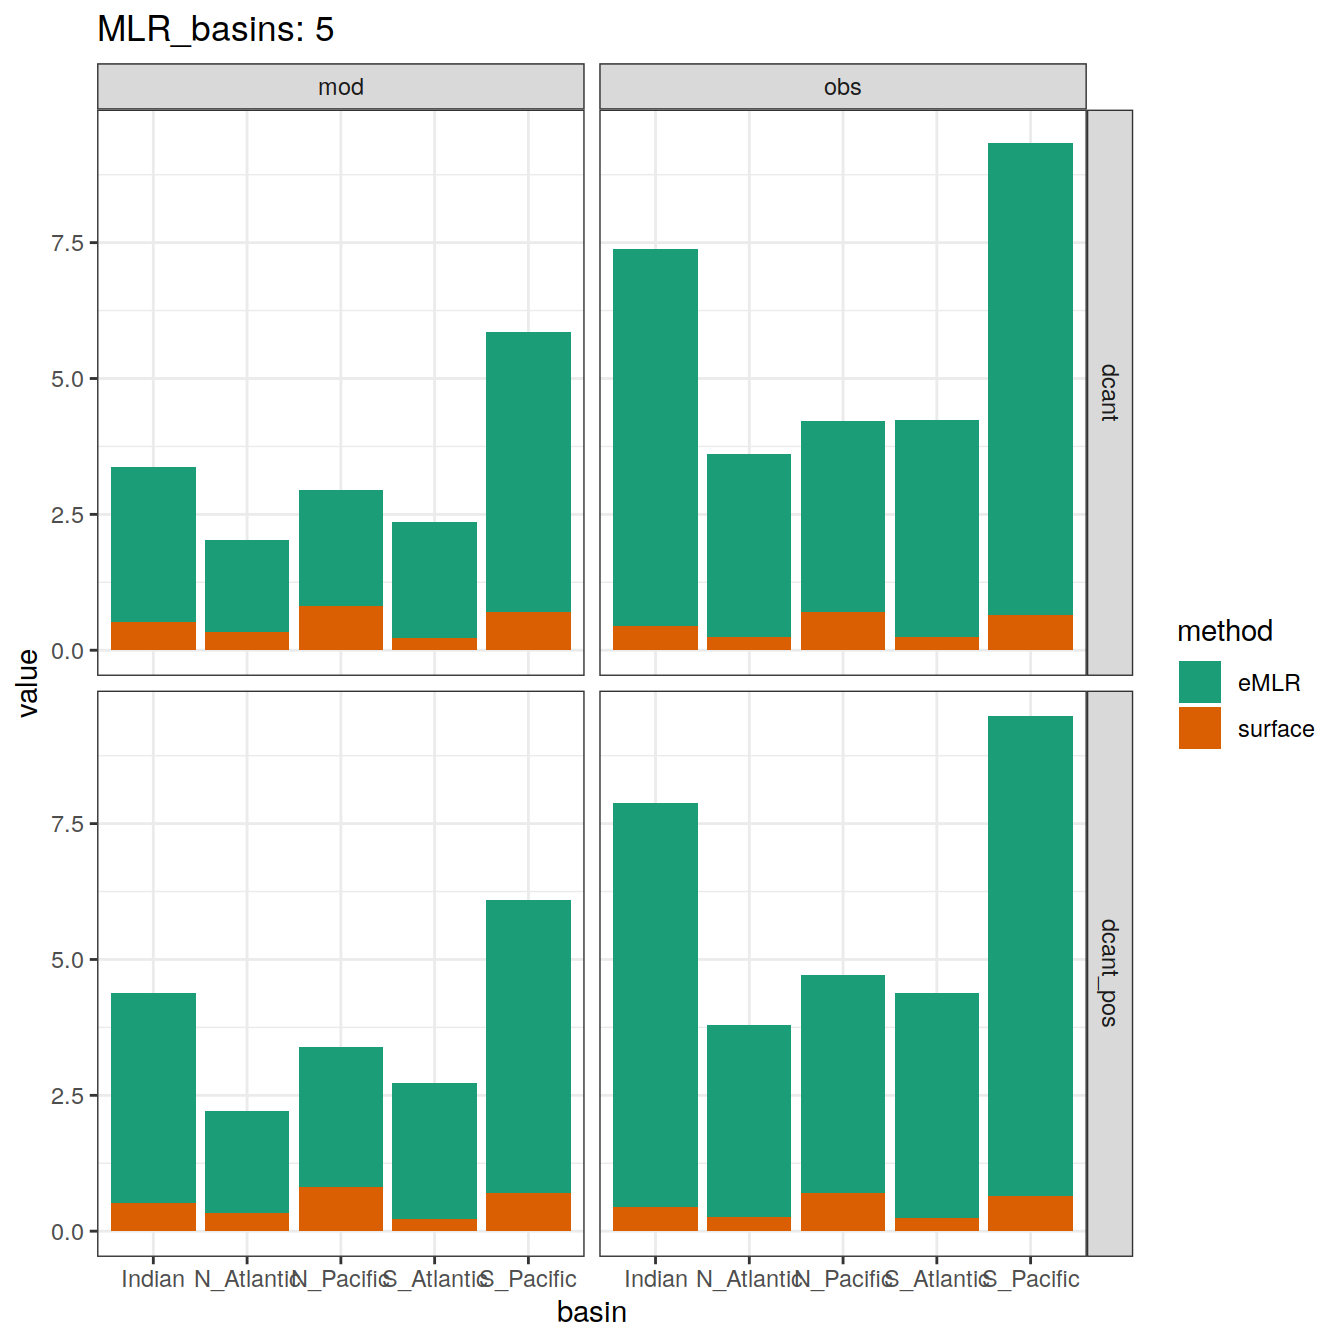 MLR_basins: 5
mod
obs
7.5
5.0
2.5
0.0
dcant
7.5
5.0
2.5
0.0
dcant_pos
value
Indian N_Atlantic N_Pacific S_Atlantic S_Pacific
Indian N_Atlantic N_Pacific S_Atlantic S_Pacific
basin
method
eMLR
surface